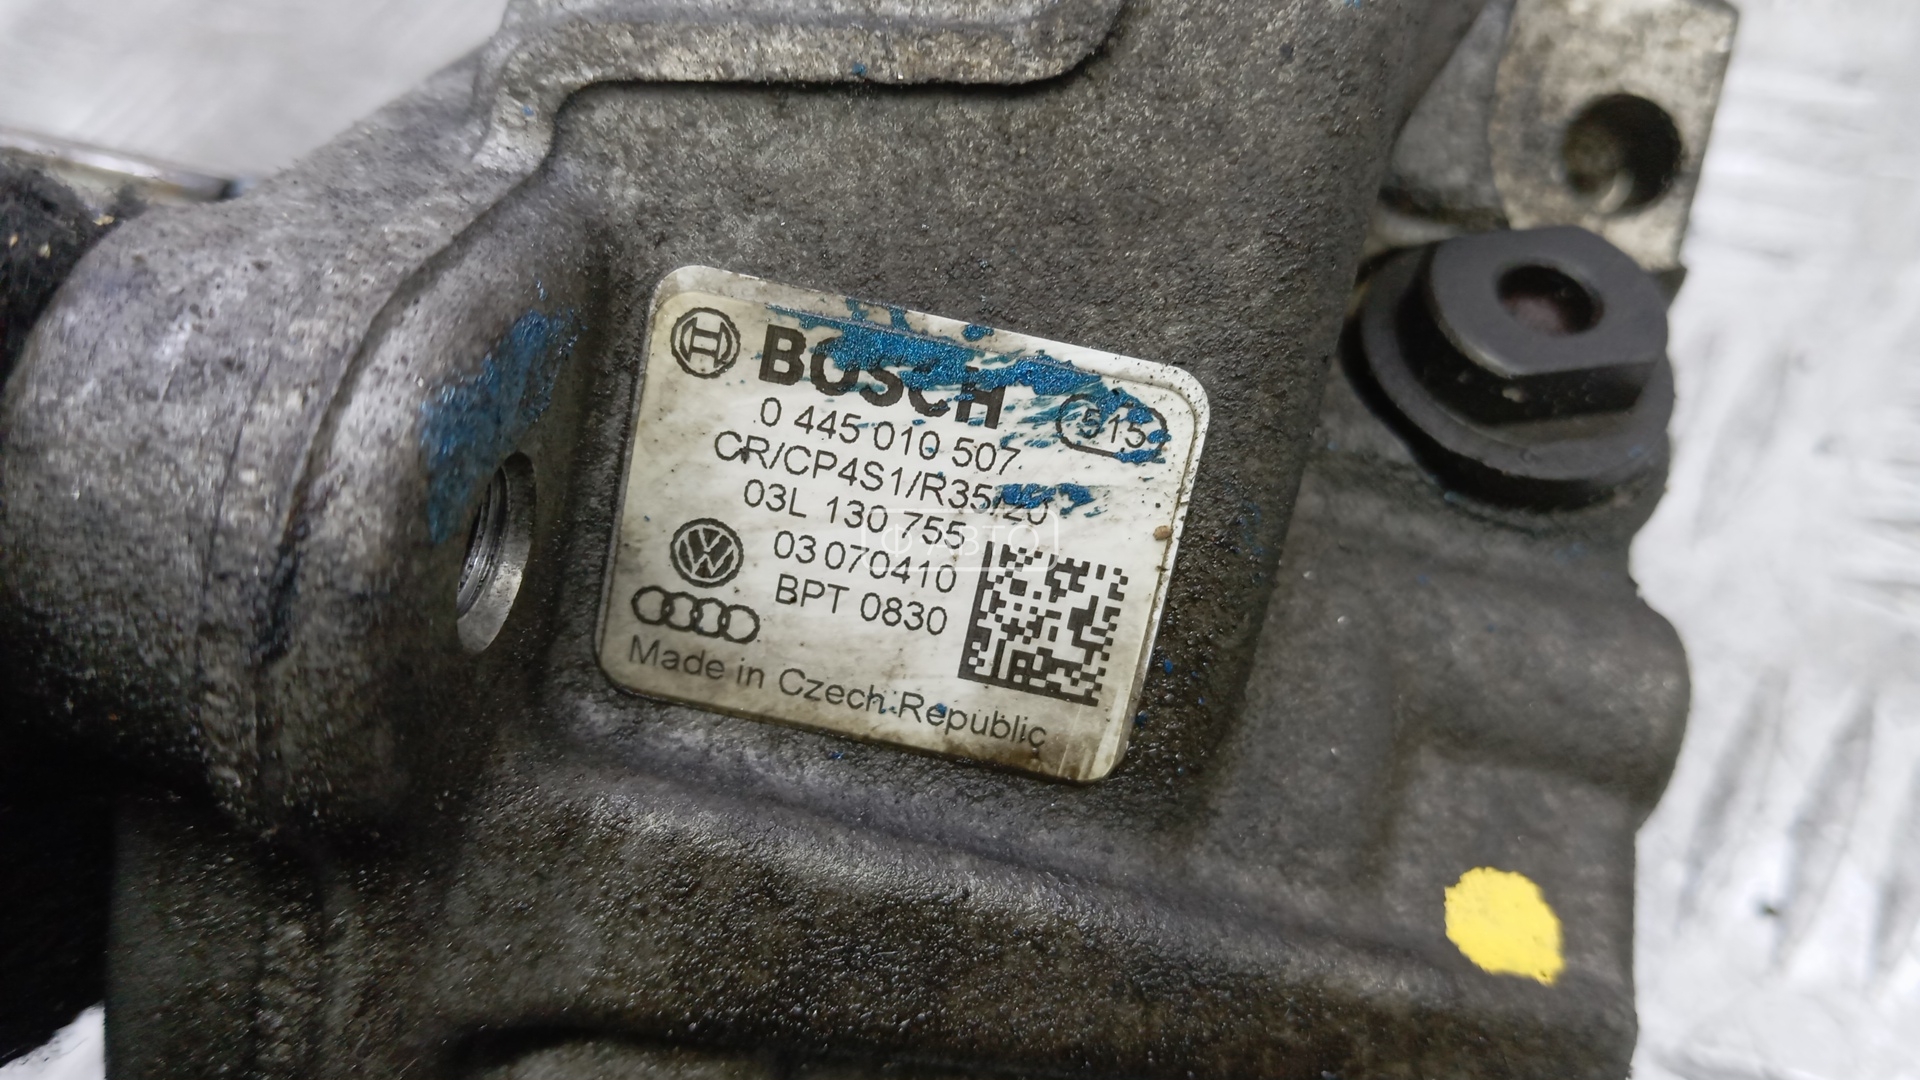 BOSCH
0 445 010 507 515
CR/CP4S1/R35/20
03L 130 755
03 070410
BPT 0830
Made in Czech Republic